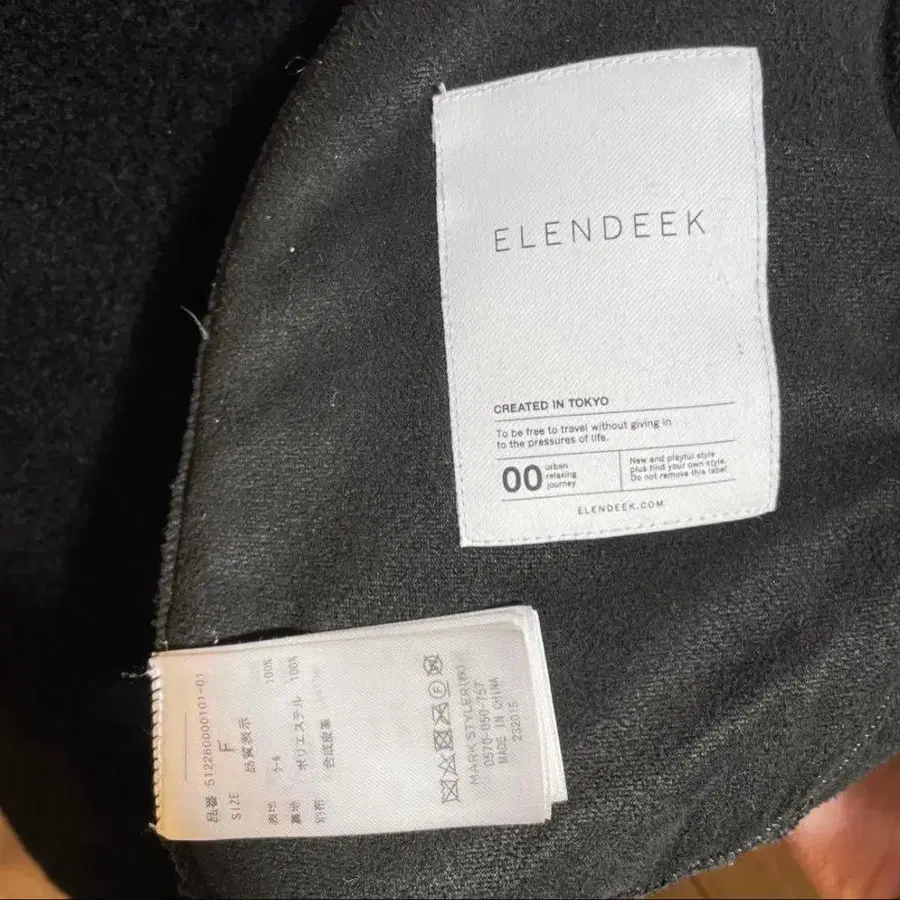 ELENDEEK
CREATED IN TOKYO
To be free to travel without giving in
to the pressures of life.
00
urban
relaxing
journey
New and playful style
plus find your own style.
Do not remove this label
ELENDEEK.COM
品番 512260000101-01
SIZE F
品質表示
表地 ウール 100%
裏地 ポリエステル 100%
別布 合成皮革
MARK STYLER(株)
0570-050-757
MADE IN CHINA
232015